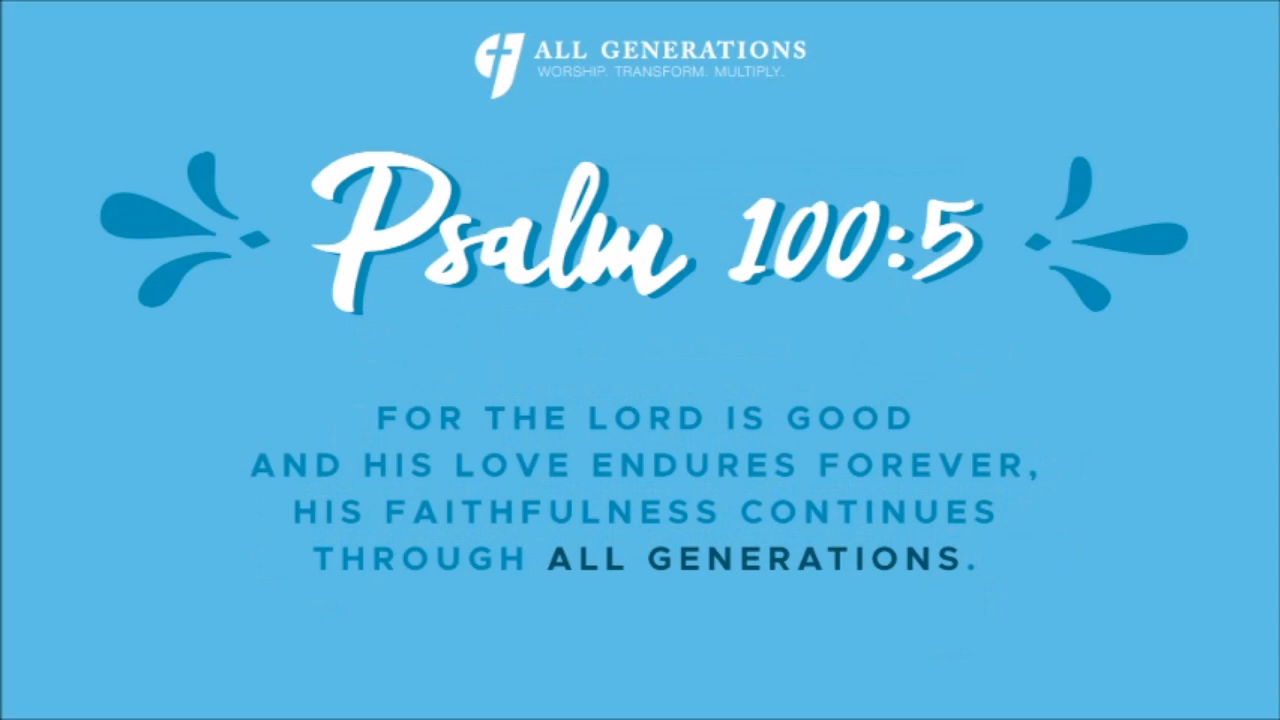 ALL GENERATIONS
WORSHIP. TRANSFORM. MULTIPLY.
Psalm 100:5
FOR THE LORD IS GOOD
AND HIS LOVE ENDURES FOREVER,
HIS FAITHFULNESS CONTINUES
THROUGH ALL GENERATIONS.